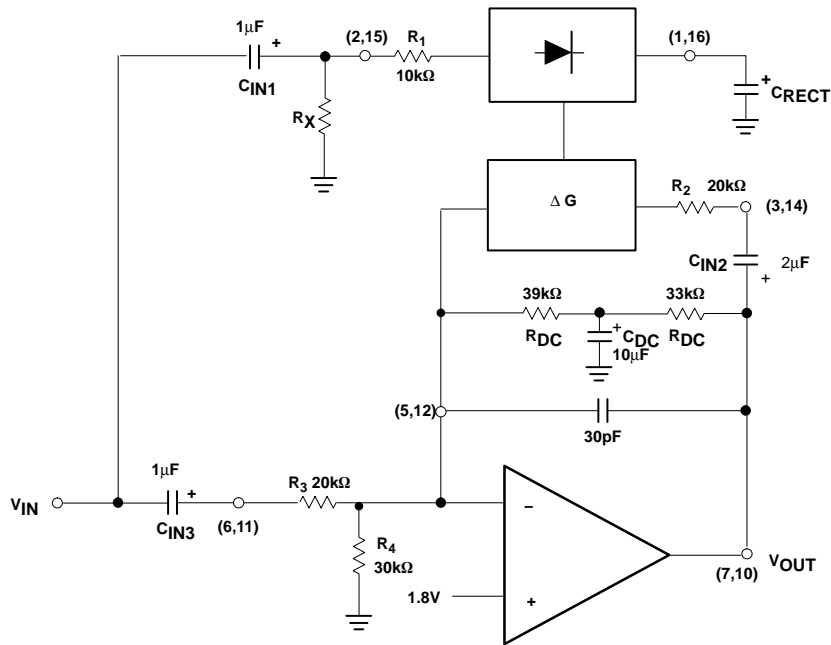 1µF
+
(2,15)
R1
10kΩ
(1,16)
+
CIN1
RX
CRECT
Δ G
R2
20kΩ
(3,14)
CIN2
2µF
+
39kΩ
33kΩ
RDC
+
CDC
10µF
RDC
(5,12)
30pF
1µF
+
R3 20kΩ
VIN
CIN3
(6,11)
−
R4
30kΩ
1.8V
+
(7,10)
VOUT